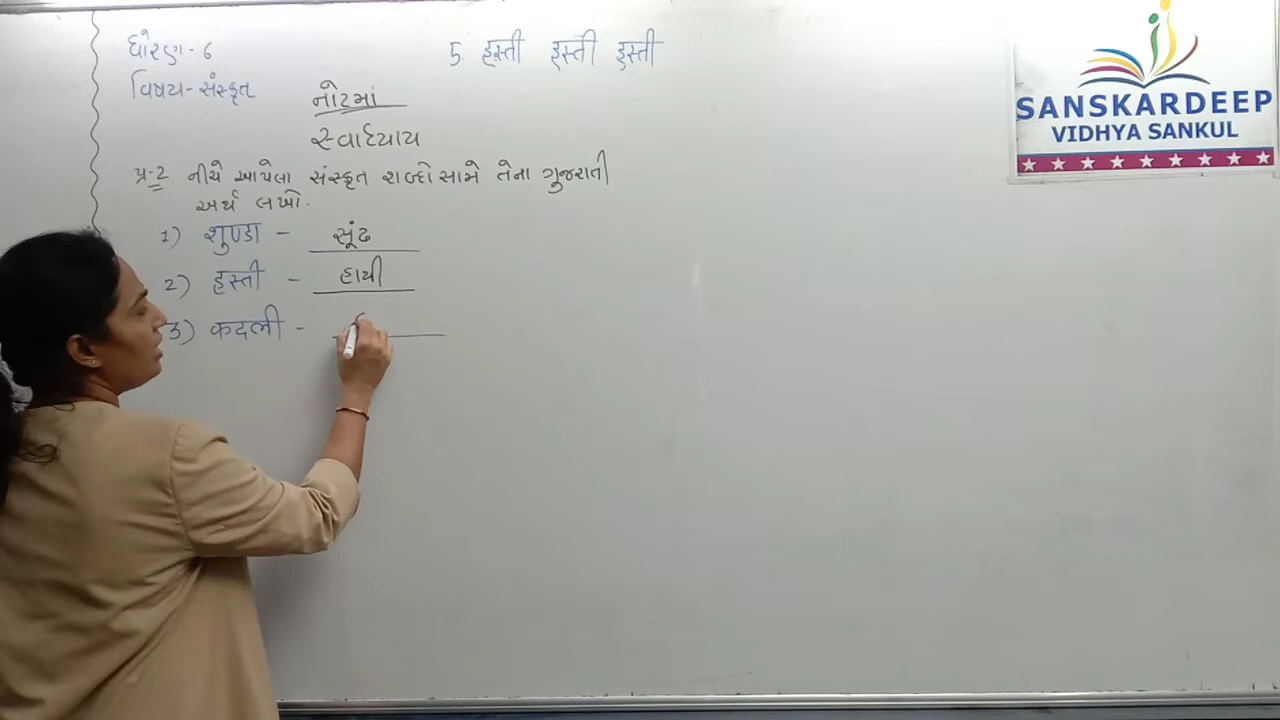 ધોરણ - 6
5. हस्ती हस्ती हस्ती
વિષય - સંસ્કૃત
નોટમાં
સ્વાધ્યાય
પ્ર-2 નીચે આપેલા સંસ્કૃત શબ્દો સામે તેના ગુજરાતી
અર્થ લખો.
1) शुण्डा - સૂંઢ
2) हस्ती - હાથી
3) कदली -
SANSKARDEEP
VIDHYA SANKUL